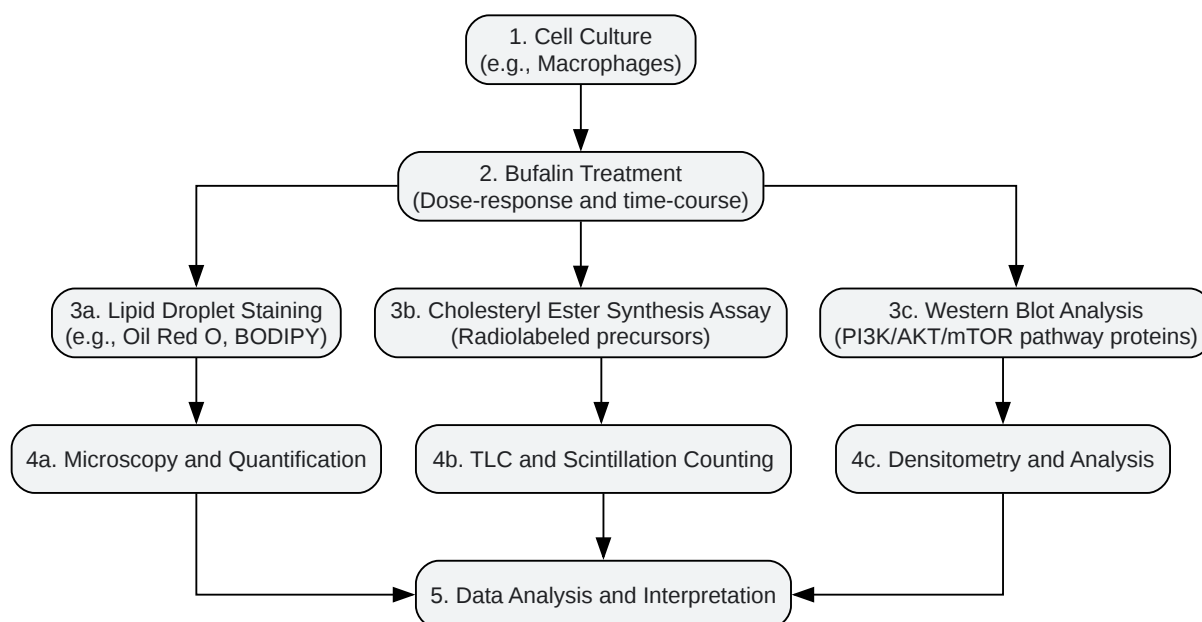 1. Cell Culture
(e.g., Macrophages)
2. Bufalin Treatment
(Dose-response and time-course)
3a. Lipid Droplet Staining
(e.g., Oil Red O, BODIPY)
3b. Cholesteryl Ester Synthesis Assay
(Radiolabeled precursors)
3c. Western Blot Analysis
(PI3K/AKT/mTOR pathway proteins)
4a. Microscopy and Quantification
4b. TLC and Scintillation Counting
4c. Densitometry and Analysis
5. Data Analysis and Interpretation